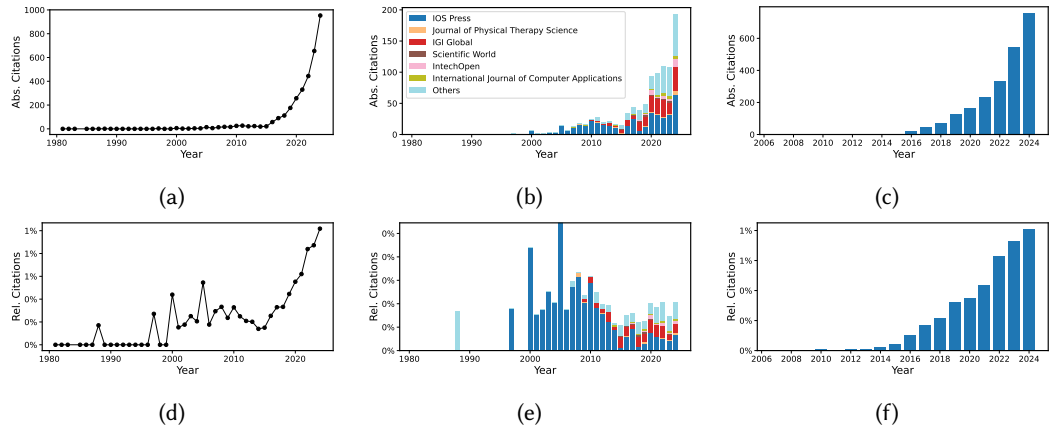 1000
800
600
400
200
0
Abs. Citations
1980
1990
2000
2010
2020
Year
(a)
200
150
100
50
0
Abs. Citations
IOS Press
Journal of Physical Therapy Science
IGI Global
Scientific World
IntechOpen
International Journal of Computer Applications
Others
1980
1990
2000
2010
2020
Year
(b)
600
400
200
0
Abs. Citations
2006 2008 2010 2012 2014 2016 2018 2020 2022 2024
Year
(c)
1%
1%
1%
0%
0%
0%
Rel. Citations
1980
1990
2000
2010
2020
Year
(d)
0%
0%
0%
0%
0%
0%
Rel. Citations
1980
1990
2000
2010
2020
Year
(e)
1%
1%
0%
0%
0%
Rel. Citations
2006 2008 2010 2012 2014 2016 2018 2020 2022 2024
Year
(f)